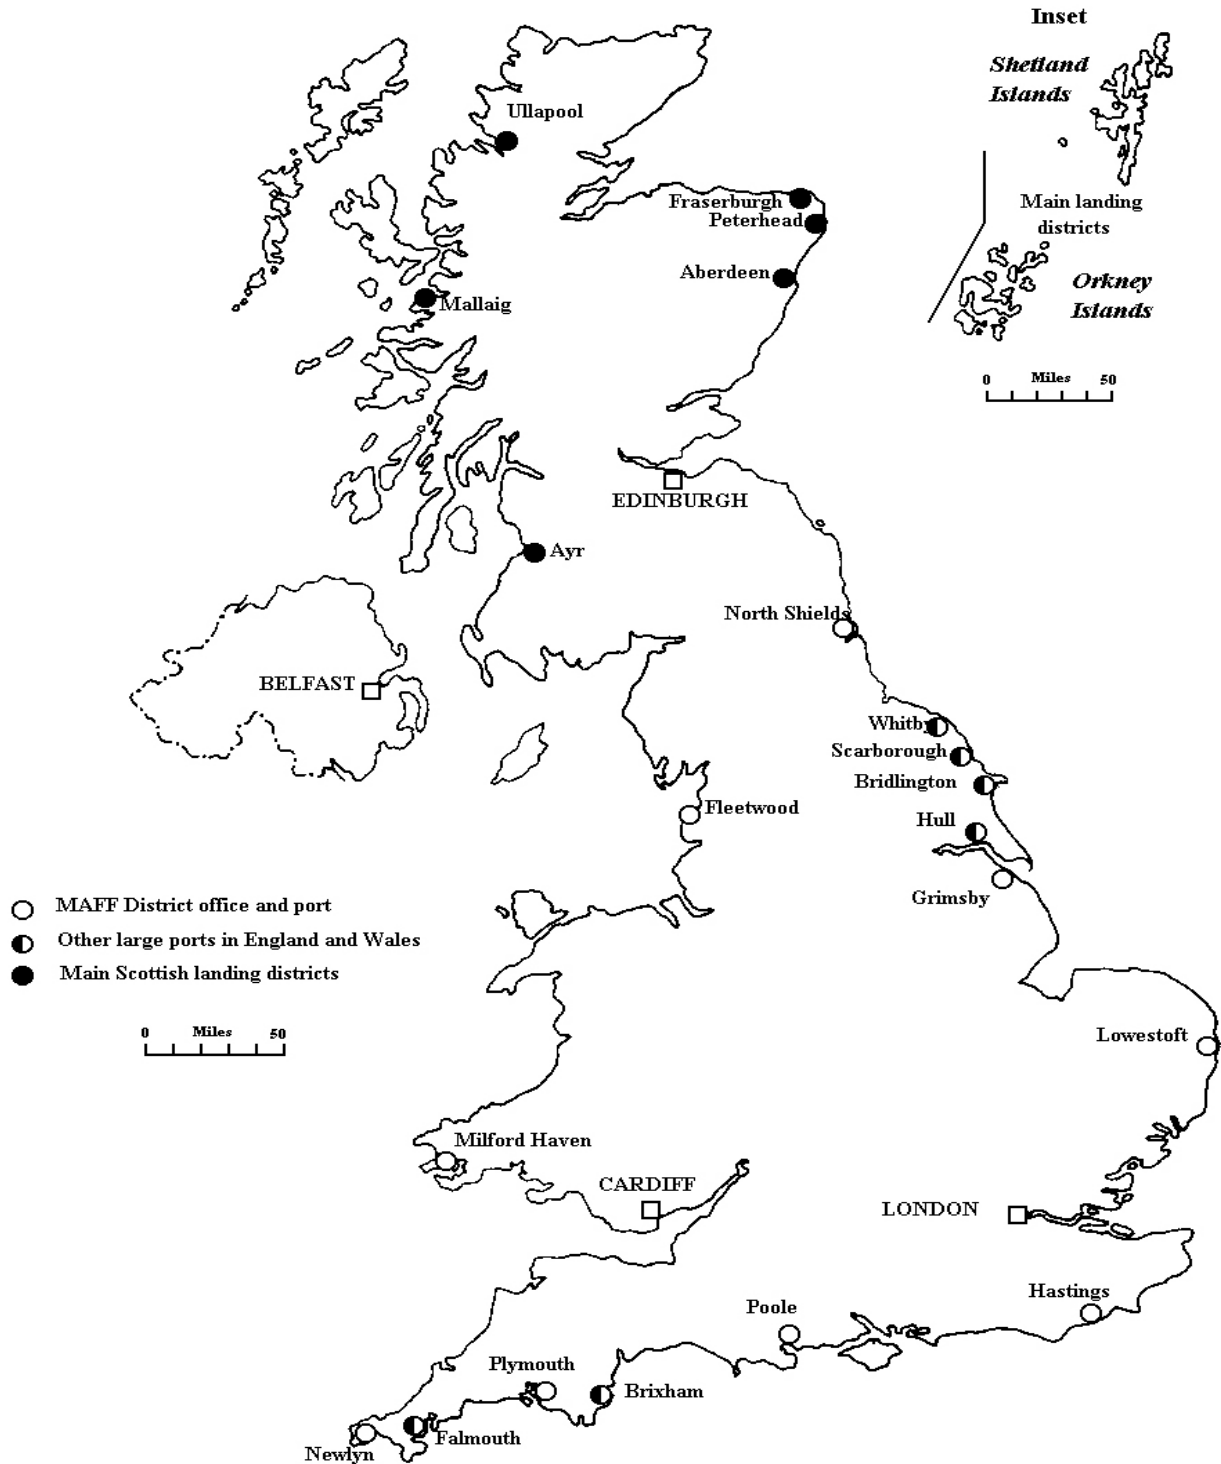 Inset
Shetland
Islands
Ullapool
Main landing
districts
Fraserburgh
Peterhead
Aberdeen
Orkney
Islands
Mallaig
0 Miles 50
EDINBURGH
Ayr
North Shields
BELFAST
Whitby
Scarborough
Bridlington
Fleetwood
Hull
Grimsby
MAFF District office and port
Other large ports in England and Wales
Main Scottish landing districts
0 Miles 50
Lowestoft
Milford Haven
CARDIFF
LONDON
Hastings
Poole
Plymouth
Brixham
Falmouth
Newlyn